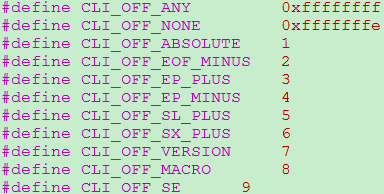 #define CLI_OFF_ANY 0xffffffff
#define CLI_OFF_NONE 0xfffffffe
#define CLI_OFF_ABSOLUTE 1
#define CLI_OFF_EOF_MINUS 2
#define CLI_OFF_EP_PLUS 3
#define CLI_OFF_EP_MINUS 4
#define CLI_OFF_SL_PLUS 5
#define CLI_OFF_SX_PLUS 6
#define CLI_OFF_VERSION 7
#define CLI_OFF_MACRO 8
#define CLI_OFF_SE 9